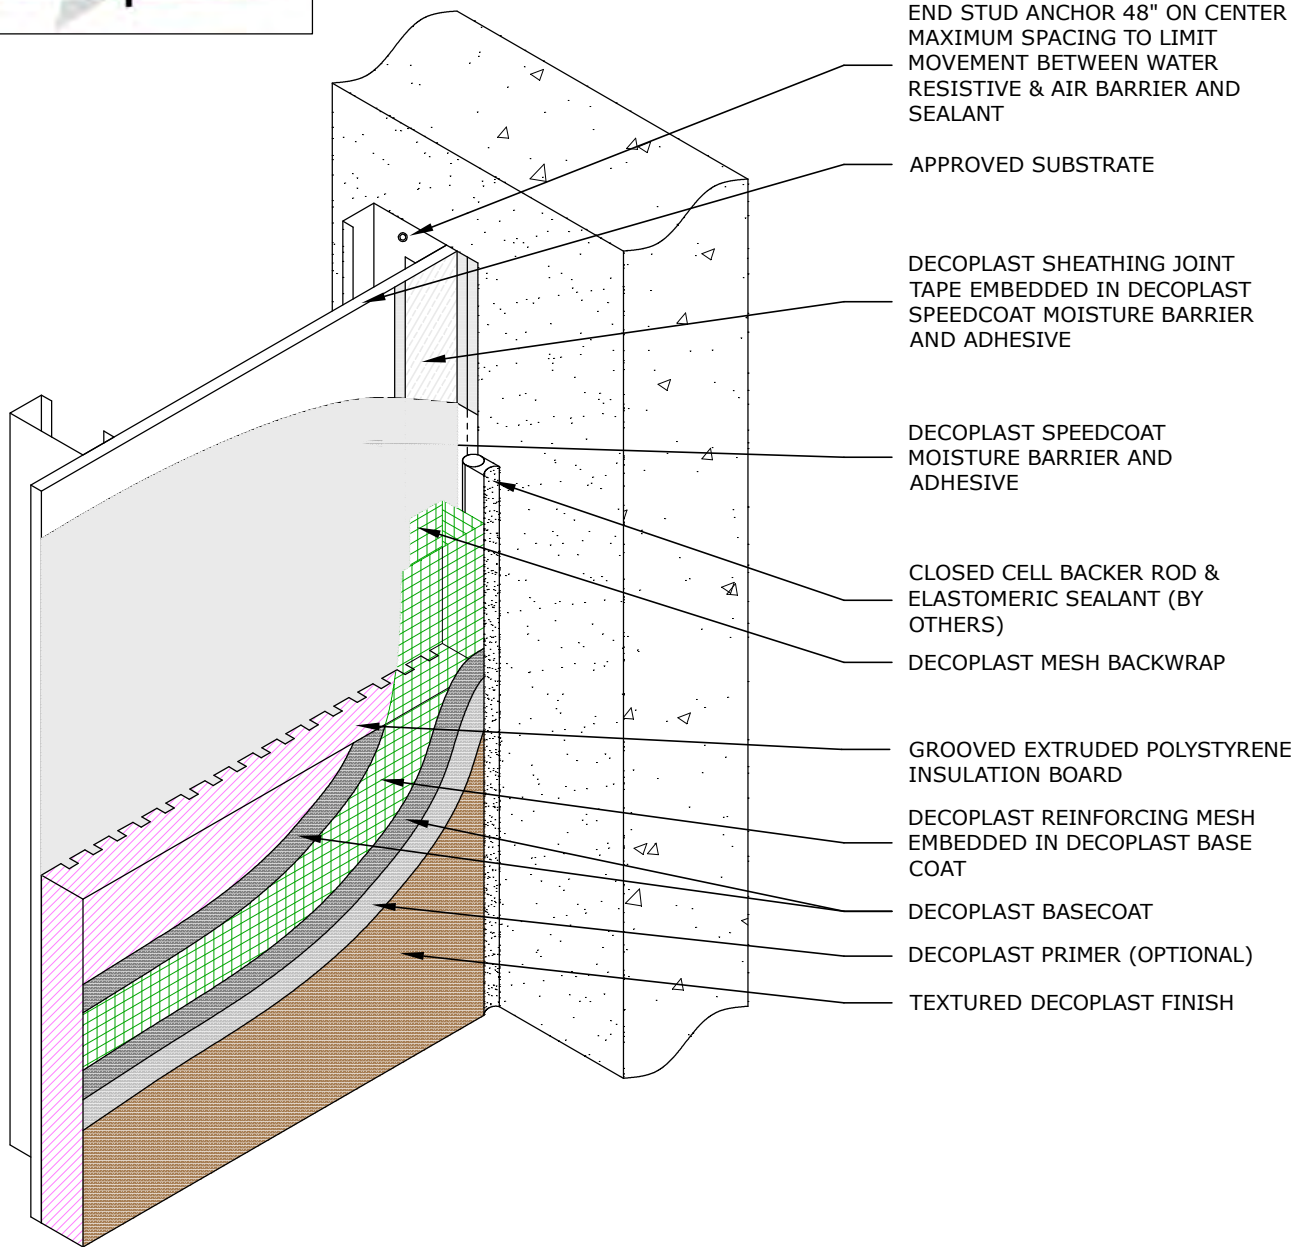 END STUD ANCHOR 48" ON CENTER
MAXIMUM SPACING TO LIMIT
MOVEMENT BETWEEN WATER
RESISTIVE & AIR BARRIER AND
SEALANT
APPROVED SUBSTRATE
DECOPLAST SHEATHING JOINT
TAPE EMBEDDED IN DECOPLAST
SPEEDCOAT MOISTURE BARRIER
AND ADHESIVE
DECOPLAST SPEEDCOAT
MOISTURE BARRIER AND
ADHESIVE
CLOSED CELL BACKER ROD &
ELASTOMERIC SEALANT (BY
OTHERS)
DECOPLAST MESH BACKWRAP
GROOVED EXTRUDED POLYSTYRENE
INSULATION BOARD
DECOPLAST REINFORCING MESH
EMBEDDED IN DECOPLAST BASE
COAT
DECOPLAST BASECOAT
DECOPLAST PRIMER (OPTIONAL)
TEXTURED DECOPLAST FINISH